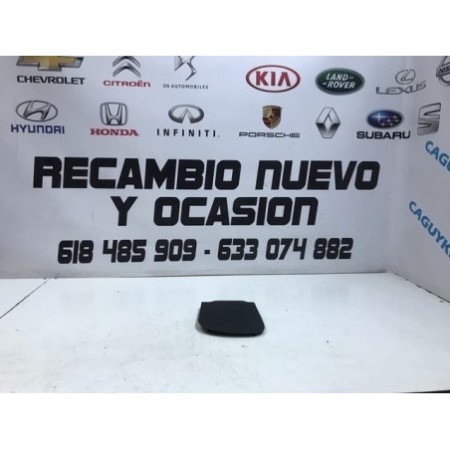 CHEVROLET
CITROËN
DS AUTOMOBILES
KIA
LAND-
ROVER
LEXUS
HYUNDAI
HONDA
INFINITI
PORSCHE
RENAULT
SUBARU
RECAMBIO NUEVO
Y OCASION
618 485 909 - 633 074 882